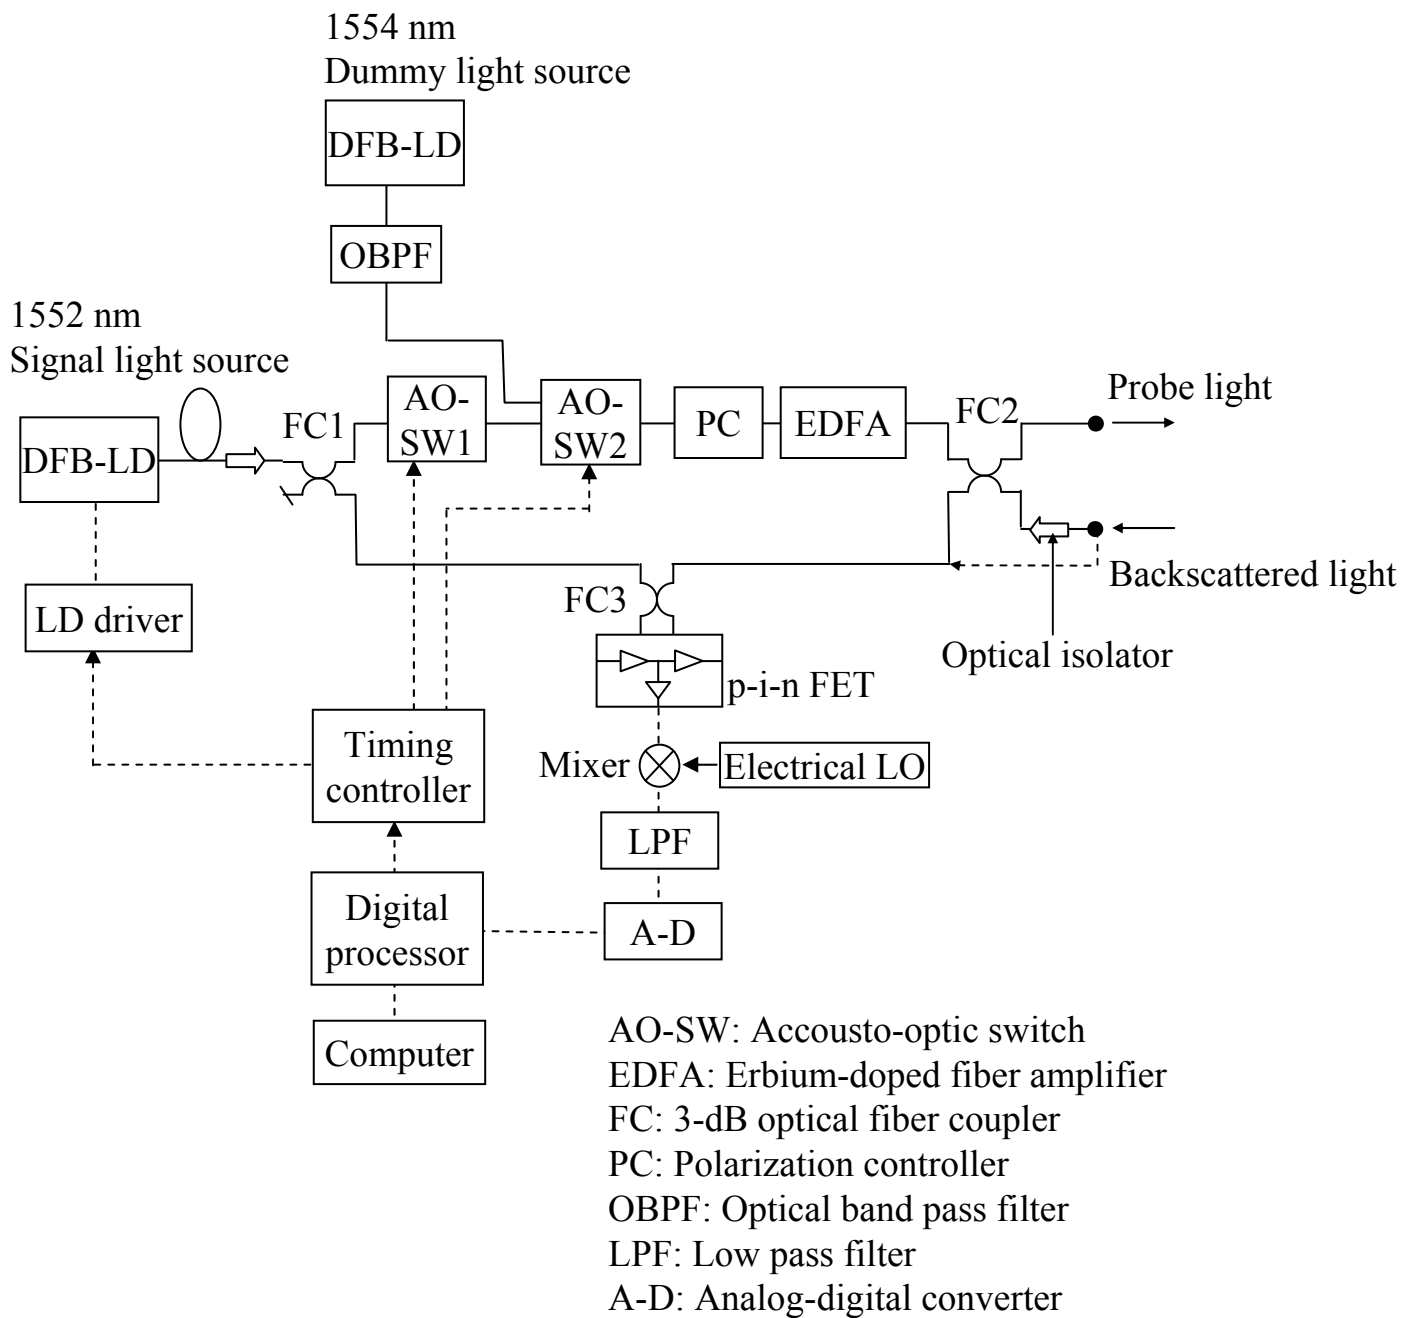 1554 nm
Dummy light source
DFB-LD
OBPF
1552 nm
Signal light source
DFB-LD
FC1
AO-
SW1
AO-
SW2
PC
EDFA
FC2
Probe light
Backscattered light
Optical isolator
LD driver
FC3
p-i-n FET
Timing
controller
Mixer
Electrical LO
LPF
Digital
processor
A-D
Computer
AO-SW: Accousto-optic switch
EDFA: Erbium-doped fiber amplifier
FC: 3-dB optical fiber coupler
PC: Polarization controller
OBPF: Optical band pass filter
LPF: Low pass filter
A-D: Analog-digital converter